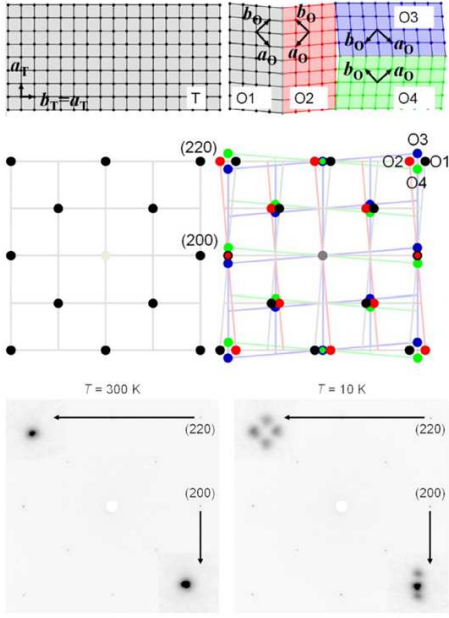 a_T
b_T=a_T
T
b_O
a_O
O1
b_O
a_O
O2
O3
b_O
a_O
b_O
a_O
O4
(220)
(200)
O3
O2
O1
O4
T = 300 K
(220)
(200)
T = 10 K
(220)
(200)